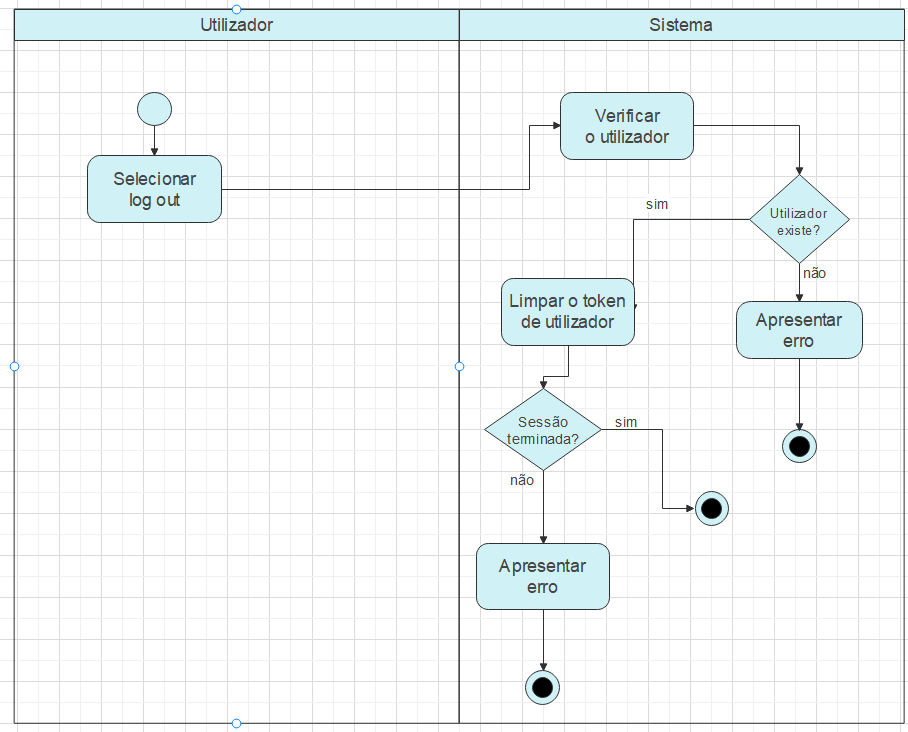 Utilizador
Sistema
Selecionar
log out
Verificar
o utilizador
Utilizador
existe?
sim
não
Limpar o token
de utilizador
Apresentar
erro
Sessão
terminada?
sim
não
Apresentar
erro